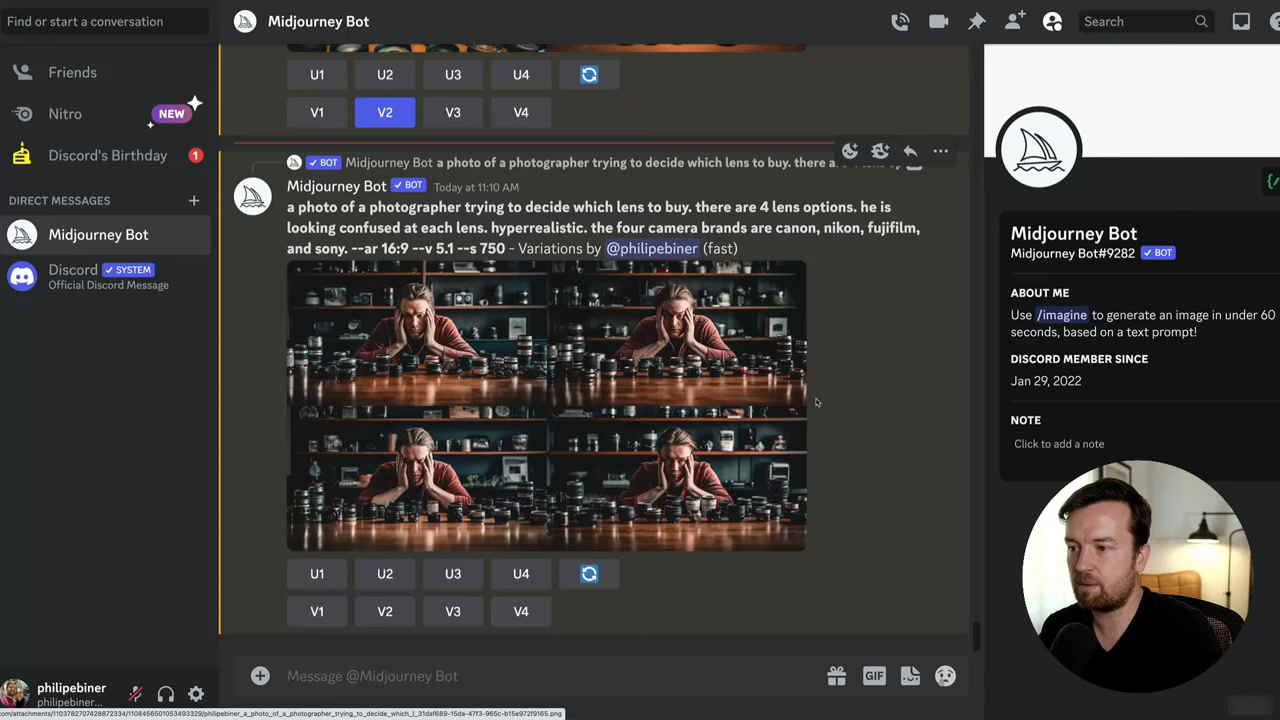 Find or start a conversation
Midjourney Bot
Search
Friends
Nitro
NEW
Discord's Birthday
1
DIRECT MESSAGES
Midjourney Bot
Discord
SYSTEM
Official Discord Message
U1 U2 U3 U4
V1 V2 V3 V4
BOT Midjourney Bot a photo of a photographer trying to decide which lens to buy. there are
Midjourney Bot BOT Today at 11:10 AM
a photo of a photographer trying to decide which lens to buy. there are 4 lens options. he is
looking confused at each lens. hyperrealistic. the four camera brands are canon, nikon, fujifilm,
and sony. --ar 16:9 --v 5.1 --s 750 - Variations by @philipebiner (fast)
U1 U2 U3 U4
V1 V2 V3 V4
Message @Midjourney Bot
GIF
Midjourney Bot
Midjourney Bot#9282 BOT
ABOUT ME
Use /imagine to generate an image in under 60
seconds, based on a text prompt!
DISCORD MEMBER SINCE
Jan 29, 2022
NOTE
Click to add a note
philipebiner
philipebiner...